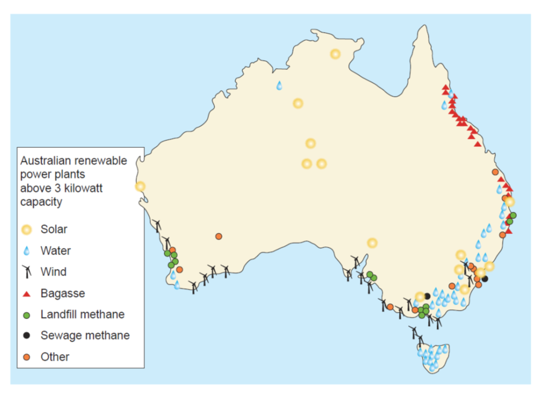 Australian renewable
power plants
above 3 kilowatt
capacity
Solar
Water
Wind
Bagasse
Landfill methane
Sewage methane
Other